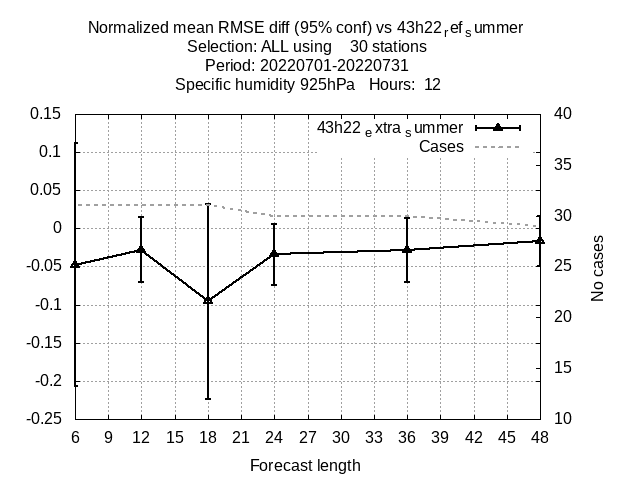 Normalized mean RMSE diff (95% conf) vs 43h22refsummer
Selection: ALL using 30 stations
Period: 20220701-20220731
Specific humidity 925hPa Hours: 12
43h22extrasummer
Cases
0.15
0.1
0.05
0
-0.05
-0.1
-0.15
-0.2
-0.25
40
35
30
25
20
15
10
No cases
6 9 12 15 18 21 24 27 30 33 36 39 42 45 48
Forecast length